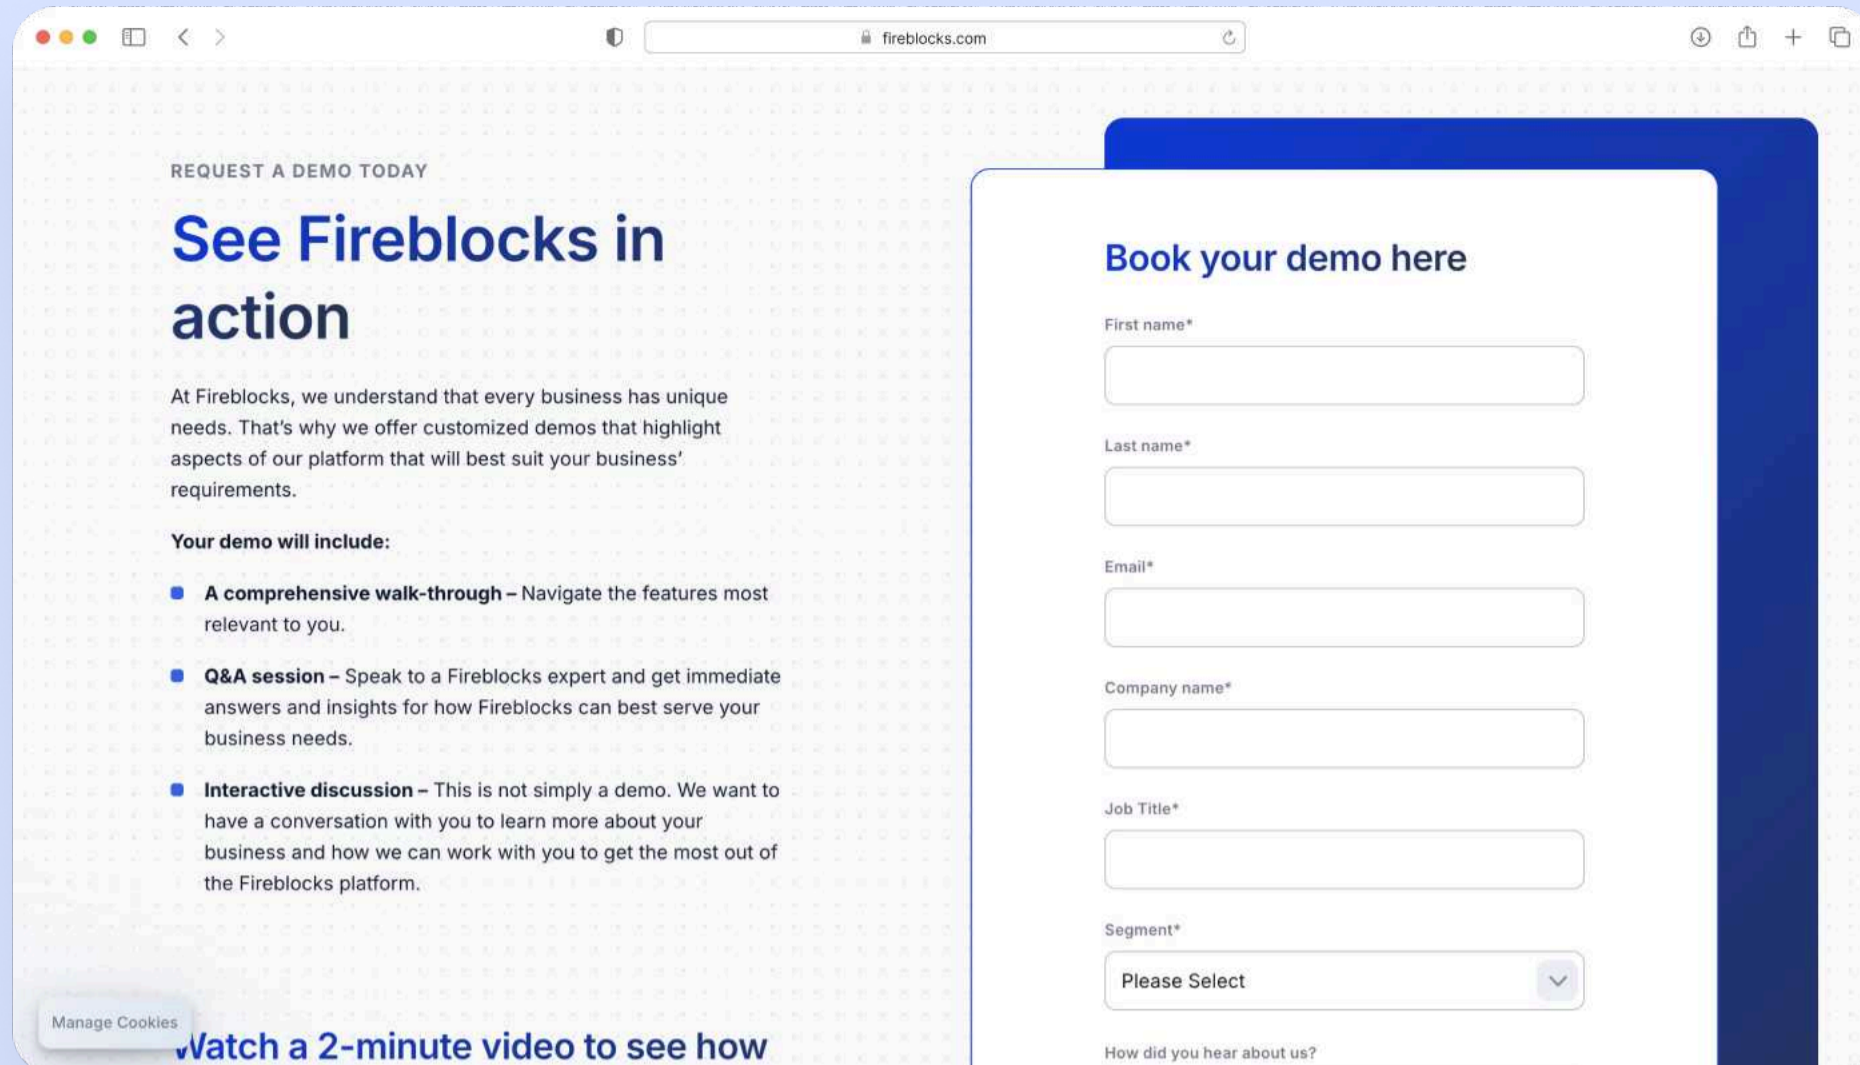 fireblocks.com
REQUEST A DEMO TODAY
See Fireblocks in
action
At Fireblocks, we understand that every business has unique
needs. That’s why we offer customized demos that highlight
aspects of our platform that will best suit your business’
requirements.
Your demo will include:
A comprehensive walk-through – Navigate the features most
relevant to you.
Q&A session – Speak to a Fireblocks expert and get immediate
answers and insights for how Fireblocks can best serve your
business needs.
Interactive discussion – This is not simply a demo. We want to
have a conversation with you to learn more about your
business and how we can work with you to get the most out of
the Fireblocks platform.
Manage Cookies
Watch a 2-minute video to see how
Book your demo here
First name*
Last name*
Email*
Company name*
Job Title*
Segment*
Please Select
How did you hear about us?